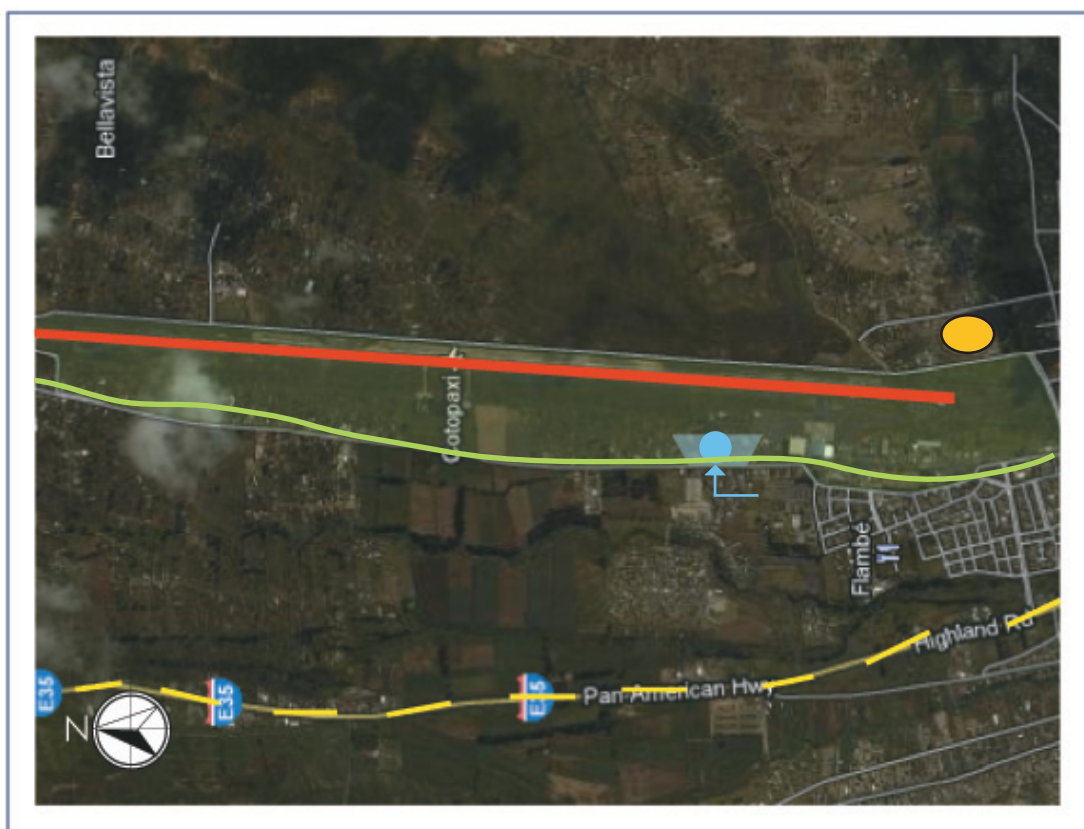 Bellavista
Cotopaxi
Flambé
Highland Rd
Pan American Hwy
E35
E35
E35
N